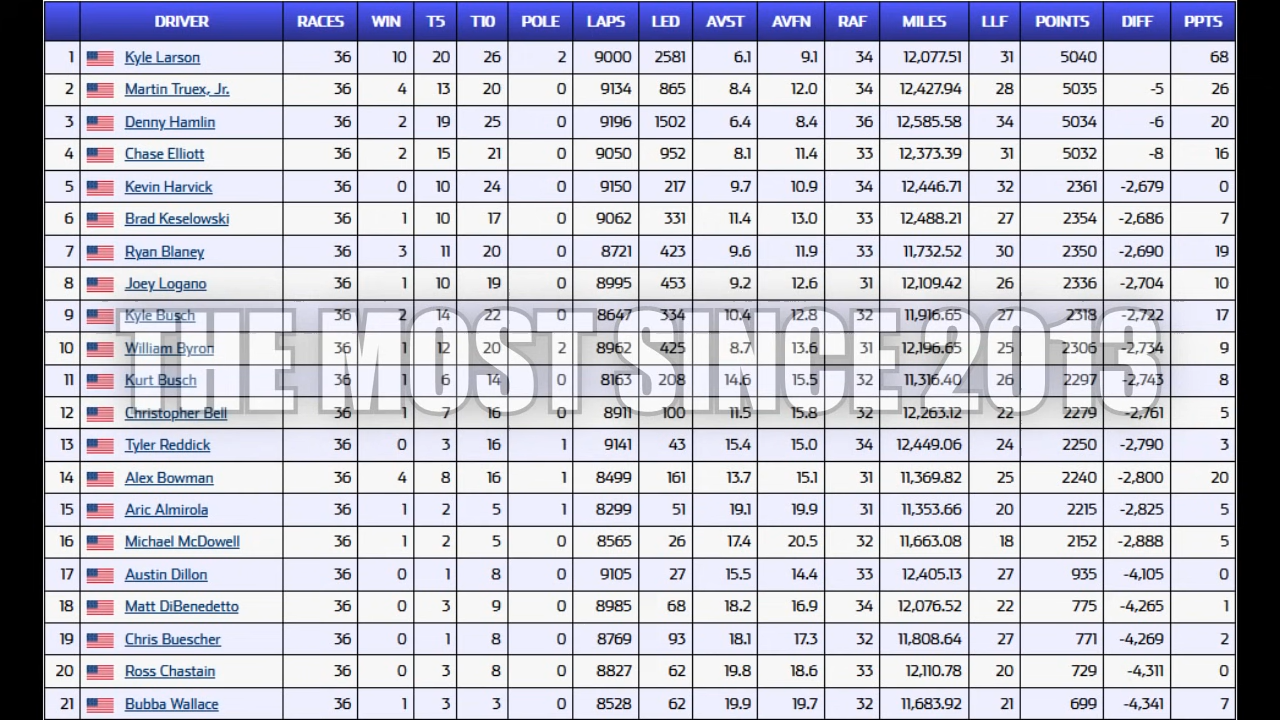 DRIVER RACES WIN T5 T10 POLE LAPS LED AVST AVFN RAF MILES LLF POINTS DIFF PPTS
1 Kyle Larson 36 10 20 26 2 9000 2581 6.1 9.1 34 12,077.51 31 5040 68
2 Martin Truex, Jr. 36 4 13 20 0 9134 865 8.4 12.0 34 12,427.94 28 5035 -5 26
3 Denny Hamlin 36 2 19 25 0 9196 1502 6.4 8.4 36 12,585.58 34 5034 -6 20
4 Chase Elliott 36 2 15 21 0 9050 952 8.1 11.4 33 12,373.39 31 5032 -8 16
5 Kevin Harvick 36 0 10 24 0 9150 217 9.7 10.9 34 12,446.71 32 2361 -2,679 0
6 Brad Keselowski 36 1 10 17 0 9062 331 11.4 13.0 33 12,488.21 27 2354 -2,686 7
7 Ryan Blaney 36 3 11 20 0 8721 423 9.6 11.9 33 11,732.52 30 2350 -2,690 19
8 Joey Logano 36 1 10 19 0 8995 453 9.2 12.6 31 12,109.42 26 2336 -2,704 10
9 Kyle Busch 36 2 14 22 0 8647 334 10.4 12.8 32 11,916.65 27 2318 -2,722 17
THE MOST SINCE 2013
10 William Byron 36 1 12 20 2 8962 425 8.7 13.6 31 12,196.65 25 2306 -2,734 9
11 Kurt Busch 36 1 6 14 0 8163 208 14.6 15.5 32 11,316.40 26 2297 -2,743 8
12 Christopher Bell 36 1 7 16 0 8911 100 11.5 15.8 32 12,263.12 22 2279 -2,761 5
13 Tyler Reddick 36 0 3 16 1 9141 43 15.4 15.0 34 12,449.06 24 2250 -2,790 3
14 Alex Bowman 36 4 8 16 1 8499 161 13.7 15.1 31 11,369.82 25 2240 -2,800 20
15 Aric Almirola 36 1 2 5 1 8299 51 19.1 19.9 31 11,353.66 20 2215 -2,825 5
16 Michael McDowell 36 1 2 5 0 8565 26 17.4 20.5 31 11,663.08 18 2152 -2,888 5
17 Austin Dillon 36 0 1 8 0 9105 27 15.5 14.4 33 12,405.13 27 935 -4,105 0
18 Matt DiBenedetto 36 0 3 9 0 8985 68 18.2 16.9 34 12,076.52 22 775 -4,265 1
19 Chris Buescher 36 0 1 8 0 8769 93 18.1 17.3 32 11,808.64 27 771 -4,269 2
20 Ross Chastain 36 0 3 8 0 8827 62 19.8 18.6 33 12,110.78 20 729 -4,311 0
21 Bubba Wallace 36 1 3 3 0 8528 62 19.9 19.7 32 11,683.92 21 699 -4,341 7